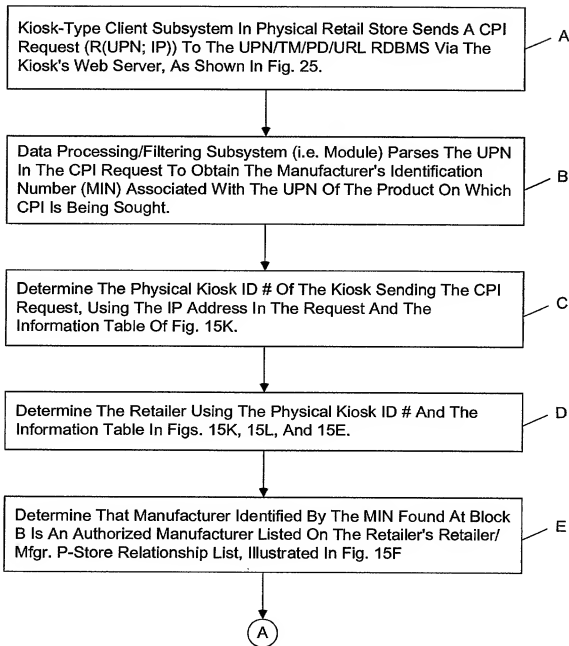 Kiosk-Type Client Subsystem In Physical Retail Store Sends A CPI
Request (R(UPN; IP)) To The UPN/TM/PD/URL RDBMS Via The
Kiosk's Web Server, As Shown In Fig. 25.
A
Data Processing/Filtering Subsystem (i.e. Module) Parses The UPN
In The CPI Request To Obtain The Manufacturer's Identification
Number (MIN) Associated With The UPN Of The Product On Which
CPI Is Being Sought.
B
Determine The Physical Kiosk ID # Of The Kiosk Sending The CPI
Request, Using The IP Address In The Request And The
Information Table Of Fig. 15K.
C
Determine The Retailer Using The Physical Kiosk ID # And The
Information Table In Figs. 15K, 15L, And 15E.
D
Determine That Manufacturer Identified By The MIN Found At Block
B Is An Authorized Manufacturer Listed On The Retailer's Retailer/
Mfgr. P-Store Relationship List, Illustrated In Fig. 15F
E
A